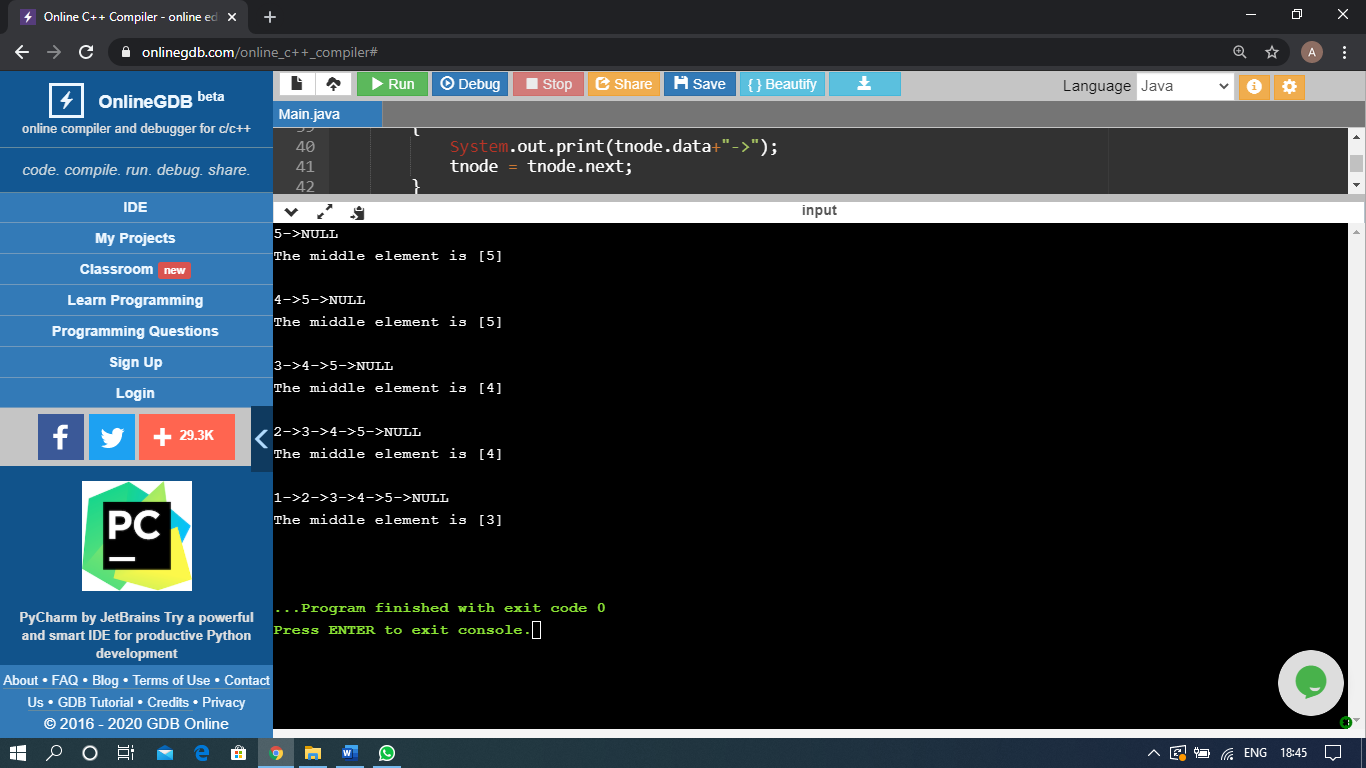 Online C++ Compiler - online ed
onlinegdb.com/online_c++_compiler#
A
OnlineGDB beta
online compiler and debugger for c/c++
code. compile. run. debug. share.
IDE
My Projects
Classroom new
Learn Programming
Programming Questions
Sign Up
Login
29.3K
PC
PyCharm by JetBrains Try a powerful
and smart IDE for productive Python
development
About • FAQ • Blog • Terms of Use • Contact
Us • GDB Tutorial • Credits • Privacy
© 2016 - 2020 GDB Online
Run Debug Stop Share Save { } Beautify Language Java
Main.java
39 {
40 System.out.print(tnode.data+"->");
41 tnode = tnode.next;
42 }
input
5->NULL
The middle element is [5]
4->5->NULL
The middle element is [5]
3->4->5->NULL
The middle element is [4]
2->3->4->5->NULL
The middle element is [4]
1->2->3->4->5->NULL
The middle element is [3]
...Program finished with exit code 0
Press ENTER to exit console.
ENG 18:45